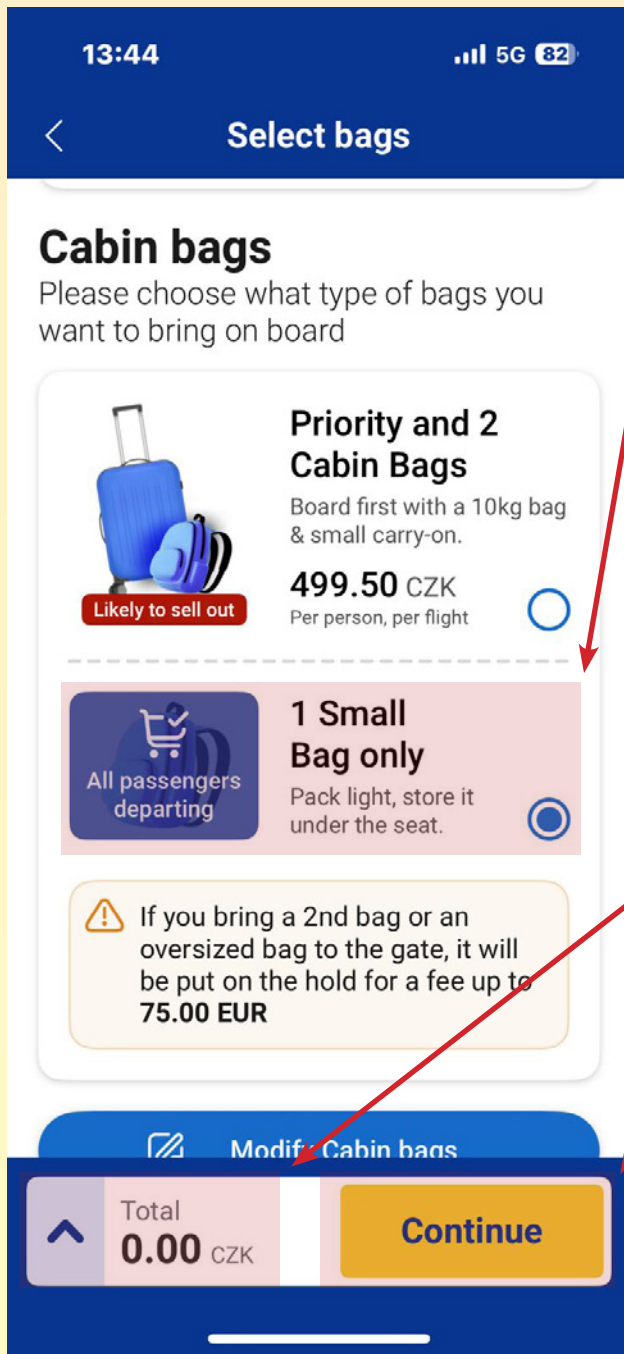 13:44
5G 82
Select bags
Cabin bags
Please choose what type of bags you
want to bring on board
Priority and 2
Cabin Bags
Board first with a 10kg bag
& small carry-on.
499.50 CZK
Per person, per flight
Likely to sell out
1 Small
Bag only
Pack light, store it
under the seat.
All passengers
departing
If you bring a 2nd bag or an
oversized bag to the gate, it will
be put on the hold for a fee up to
75.00 EUR
Modify Cabin bags
Total
0.00 CZK
Continue